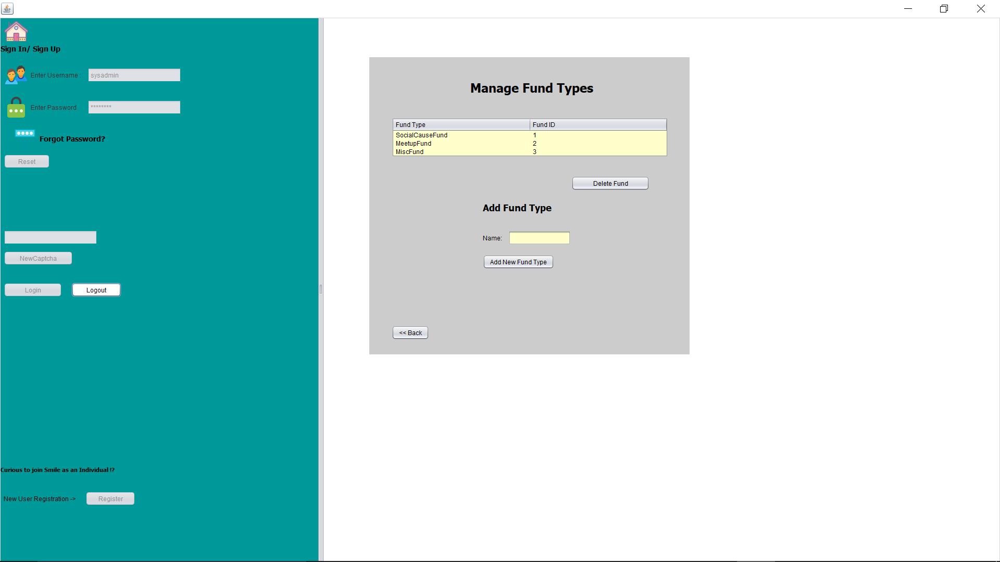 Sign In/ Sign Up
Enter Username :
sysadmin
Enter Password
********
Forgot Password?
Reset
NewCaptcha
Login
Logout
Curious to join Smile as an Individual !?
New User Registration ->
Register
Manage Fund Types
Fund Type Fund ID
SocialCauseFund 1
MeetupFund 2
MiscFund 3
Delete Fund
Add Fund Type
Name:
Add New Fund Type
<< Back